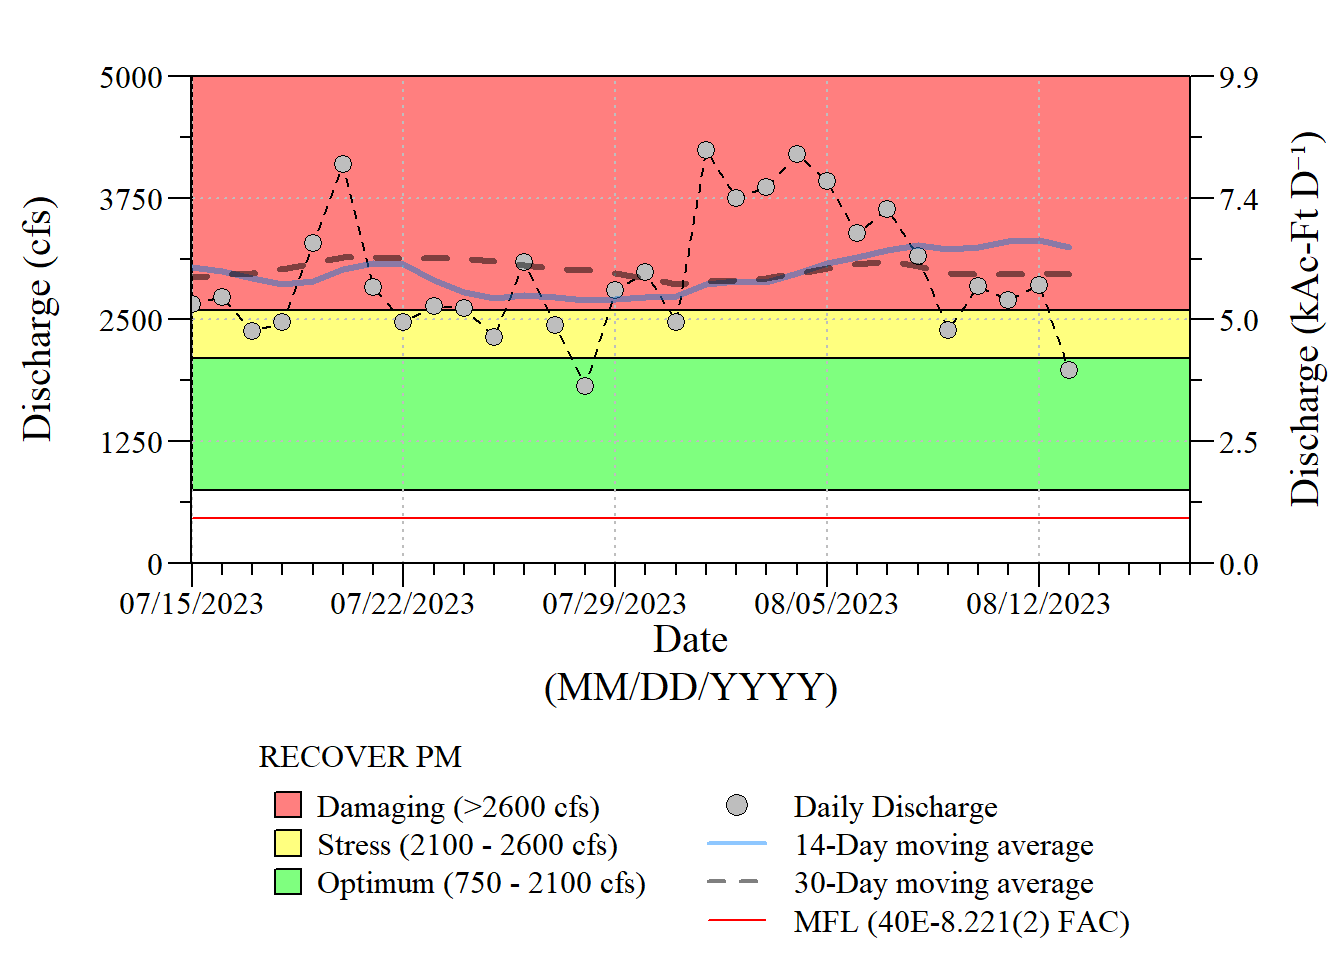 5000
3750
2500
1250
0
Discharge (cfs)
9.9
7.4
5.0
2.5
0.0
Discharge (kAc-Ft D⁻¹)
07/15/2023 07/22/2023 07/29/2023 08/05/2023 08/12/2023
Date
(MM/DD/YYYY)
RECOVER PM
Damaging (>2600 cfs)
Stress (2100 - 2600 cfs)
Optimum (750 - 2100 cfs)
Daily Discharge
14-Day moving average
30-Day moving average
MFL (40E-8.221(2) FAC)